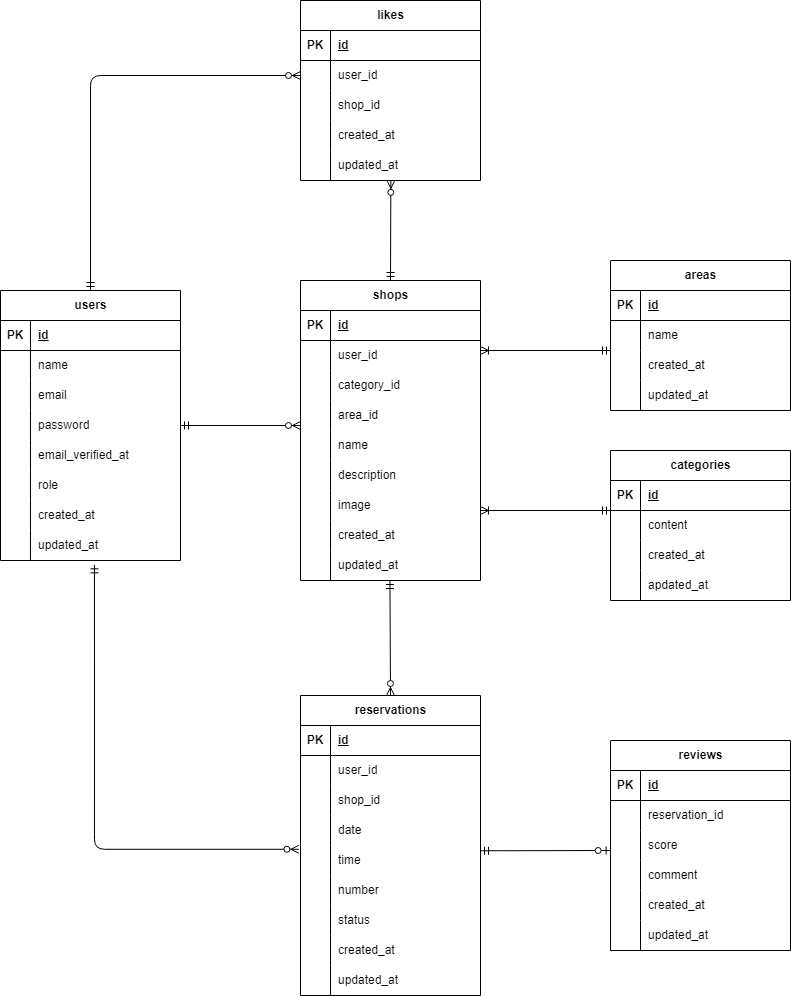 likes
PK id
user_id
shop_id
created_at
updated_at
users
PK id
name
email
password
email_verified_at
role
created_at
updated_at
shops
PK id
user_id
category_id
area_id
name
description
image
created_at
updated_at
areas
PK id
name
created_at
updated_at
categories
PK id
content
created_at
apdated_at
reservations
PK id
user_id
shop_id
date
time
number
status
created_at
updated_at
reviews
PK id
reservation_id
score
comment
created_at
updated_at